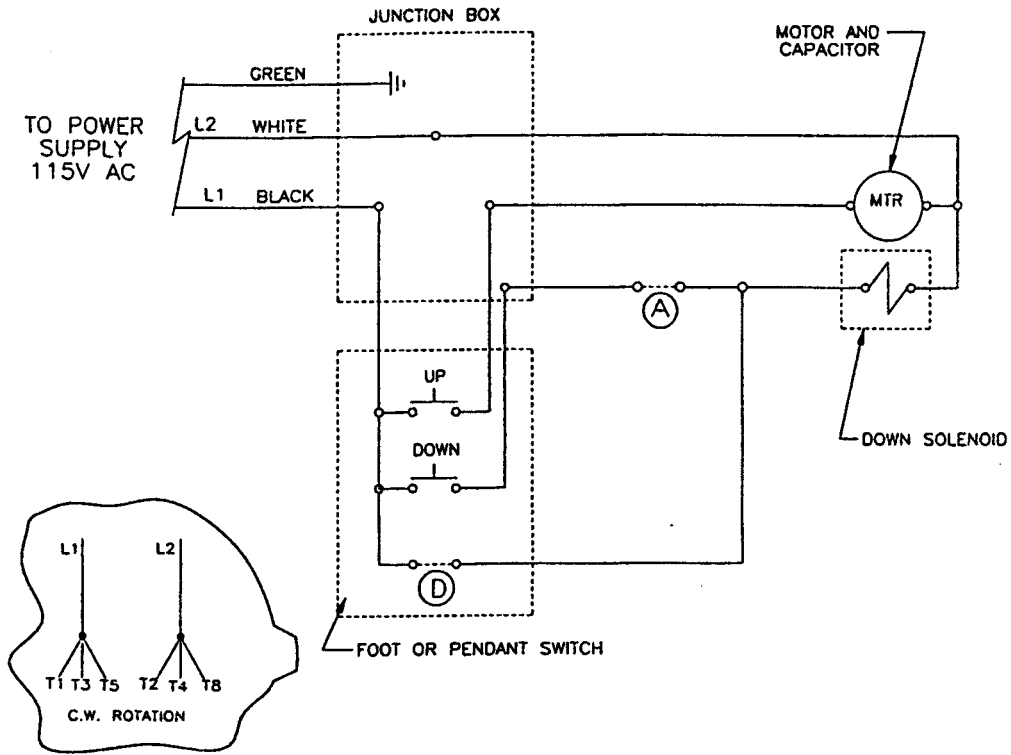 JUNCTION BOX
MOTOR AND
CAPACITOR
GREEN
TO POWER
SUPPLY
115V AC
L2 WHITE
L1 BLACK
MTR
A
UP
DOWN
DOWN SOLENOID
D
FOOT OR PENDANT SWITCH
L1 L2
T1 T3 T5 T2 T4 T8
C.W. ROTATION